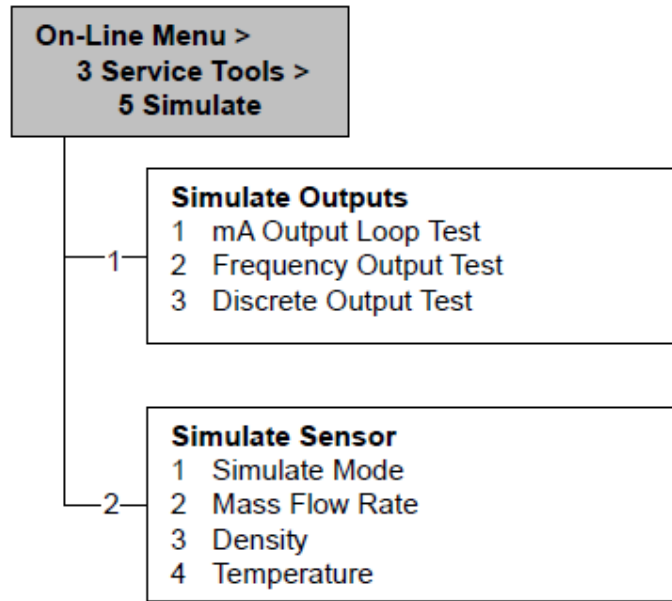 On-Line Menu >
3 Service Tools >
5 Simulate
1
Simulate Outputs
1 mA Output Loop Test
2 Frequency Output Test
3 Discrete Output Test
2
Simulate Sensor
1 Simulate Mode
2 Mass Flow Rate
3 Density
4 Temperature